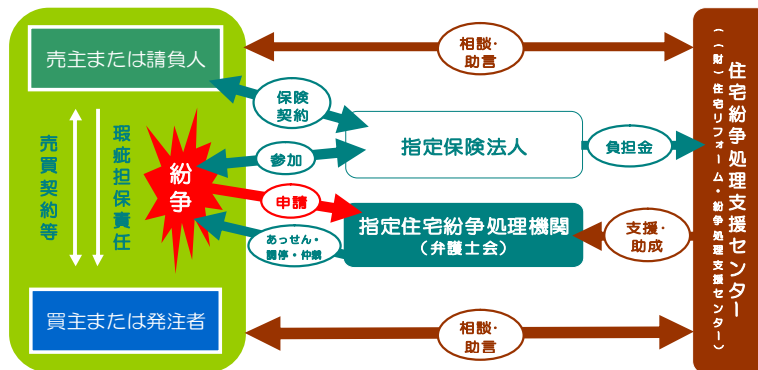 売主または請負人
売買契約等
瑕疵担保責任
紛争
買主または発注者
相談・
助言
保険
契約
参加
申請
あっせん・
調停・仲裁
指定保険法人
負担金
指定住宅紛争処理機関
（弁護士会）
支援・
助成
相談・
助言
住宅紛争処理支援センター
（（財）住宅リフォーム・紛争処理支援センター）